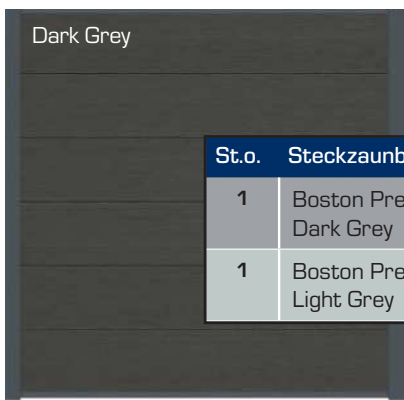 Dark Grey
St.o. Steckzaunb
1 Boston Pre
Dark Grey
1 Boston Pre
Light Grey